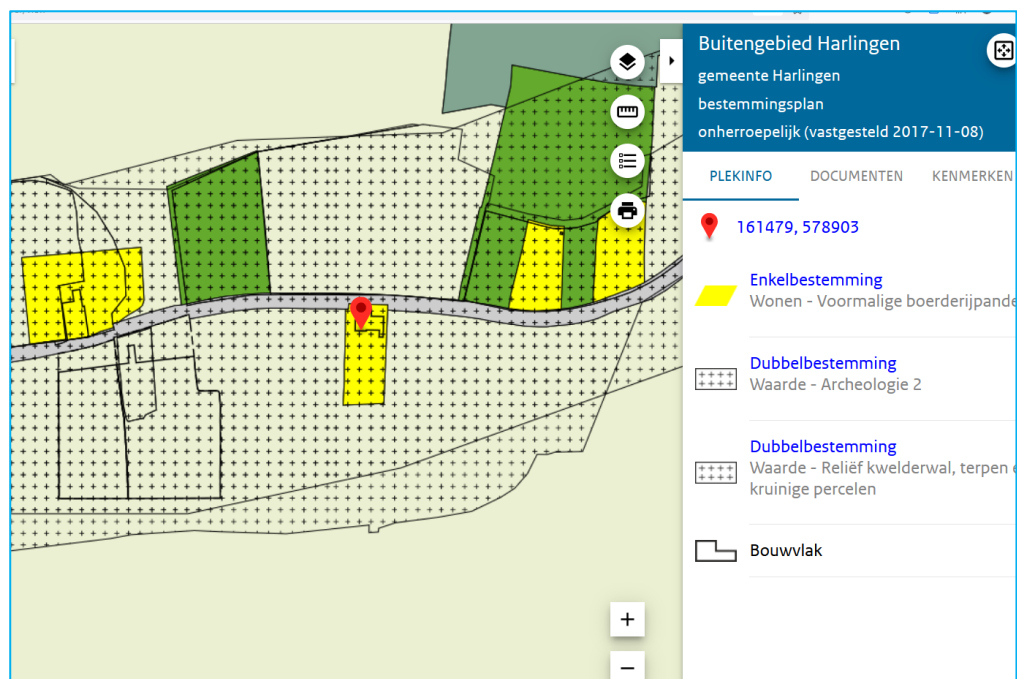 Buitengebied Harlingen
gemeente Harlingen
bestemmingsplan
onherroepelijk (vastgesteld 2017-11-08)
PLEKINFO DOCUMENTEN KENMERKEN
161479, 578903
Enkelbestemming
Wonen - Voormalige boerderijpande
Dubbelbestemming
Waarde - Archeologie 2
Dubbelbestemming
Waarde - Reliëf kwelderwal, terpen e
kruinige percelen
Bouwvlak
+
−